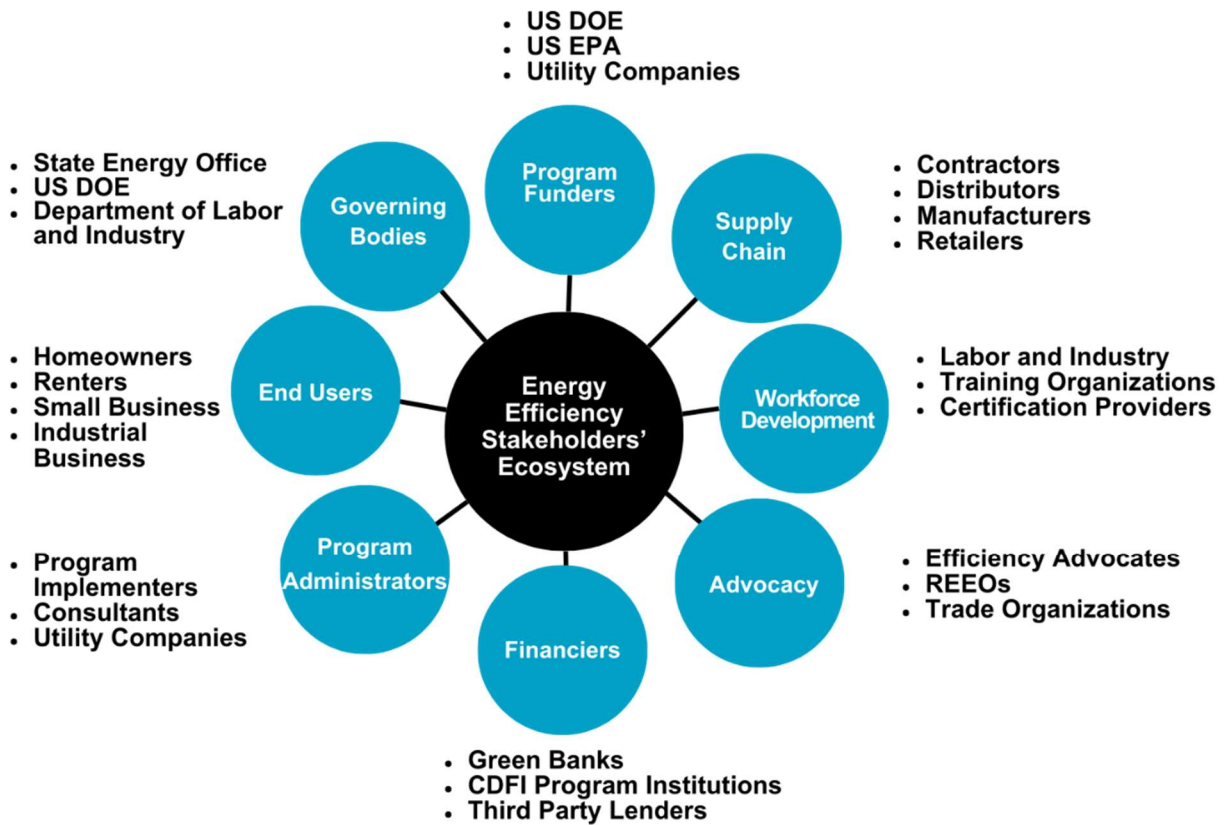 • US DOE
• US EPA
• Utility Companies
Program
Funders
• State Energy Office
• US DOE
• Department of Labor
and Industry
Governing
Bodies
Supply
Chain
• Contractors
• Distributors
• Manufacturers
• Retailers
• Homeowners
• Renters
• Small Business
• Industrial
Business
End Users
Energy
Efficiency
Stakeholders’
Ecosystem
Workforce
Development
• Labor and Industry
• Training Organizations
• Certification Providers
• Program
Implementers
• Consultants
• Utility Companies
Program
Administrators
Financiers
Advocacy
• Efficiency Advocates
• REEOs
• Trade Organizations
• Green Banks
• CDFI Program Institutions
• Third Party Lenders